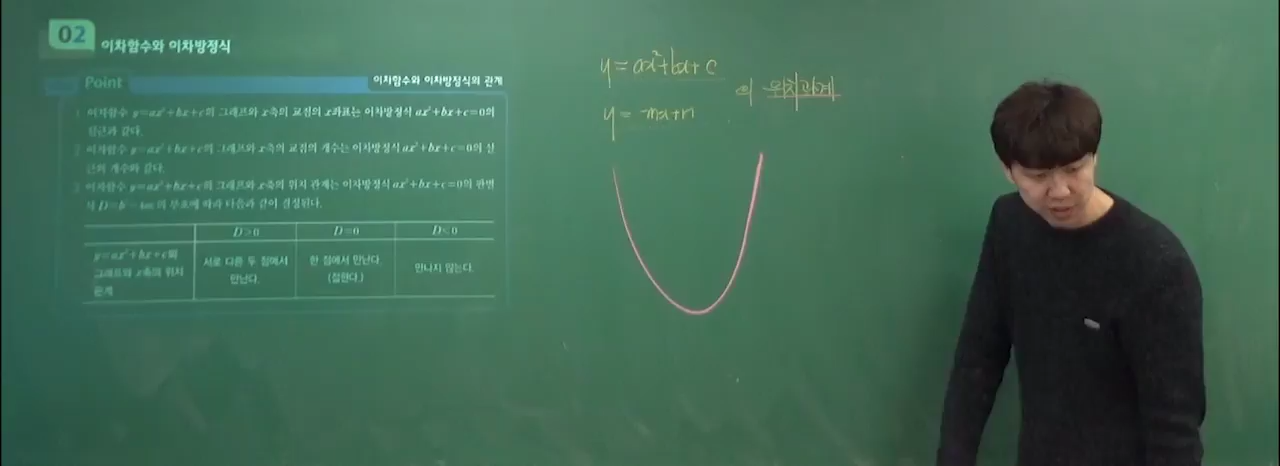 02 이차함수와 이차방정식
Point 이차함수와 이차방정식의 관계
1 이차함수 y=ax²+bx+c의 그래프와 x축의 교점의 x좌표는 이차방정식 ax²+bx+c=0의
실근과 같다.
2 이차함수 y=ax²+bx+c의 그래프와 x축의 교점의 개수는 이차방정식 ax²+bx+c=0의 실
근의 개수와 같다.
3 이차함수 y=ax²+bx+c의 그래프와 x축의 위치 관계는 이차방정식 ax²+bx+c=0의 판별
식 D=b²-4ac의 부호에 따라 다음과 같이 결정된다.
D>0 D=0 D<0
y=ax²+bx+c의
그래프와 x축의 위치
관계
서로 다른 두 점에서
만난다.
한 점에서 만난다.
(접한다.)
만나지 않는다.
y=ax²+bx+c
y=mx+n
의 위치관계